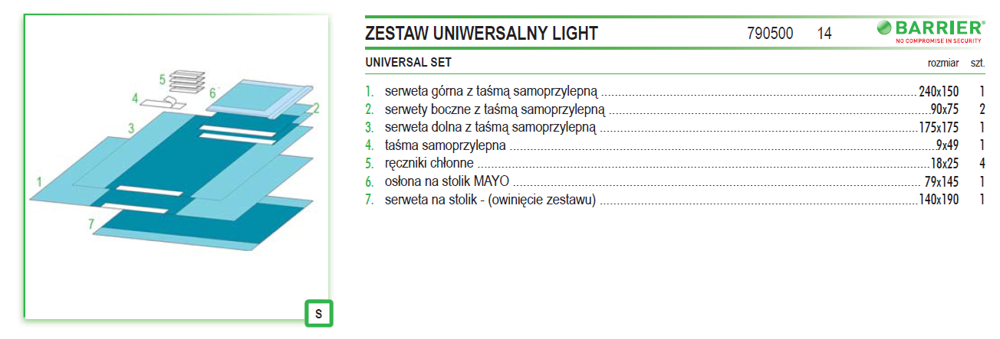 5
4
6
2
3
1
7
S
ZESTAW UNIWERSALNY LIGHT 790500 14 BARRIER®
NO COMPROMISE IN SECURITY
UNIVERSAL SET rozmiar szt.
1. serweta górna z taśmą samoprzylepną 240x150 1
2. serwety boczne z taśmą samoprzylepną 90x75 2
3. serweta dolna z taśmą samoprzylepną 175x175 1
4. taśma samoprzylepna 9x49 1
5. ręczniki chłonne 18x25 4
6. osłona na stolik MAYO 79x145 1
7. serweta na stolik - (owinięcie zestawu) 140x190 1